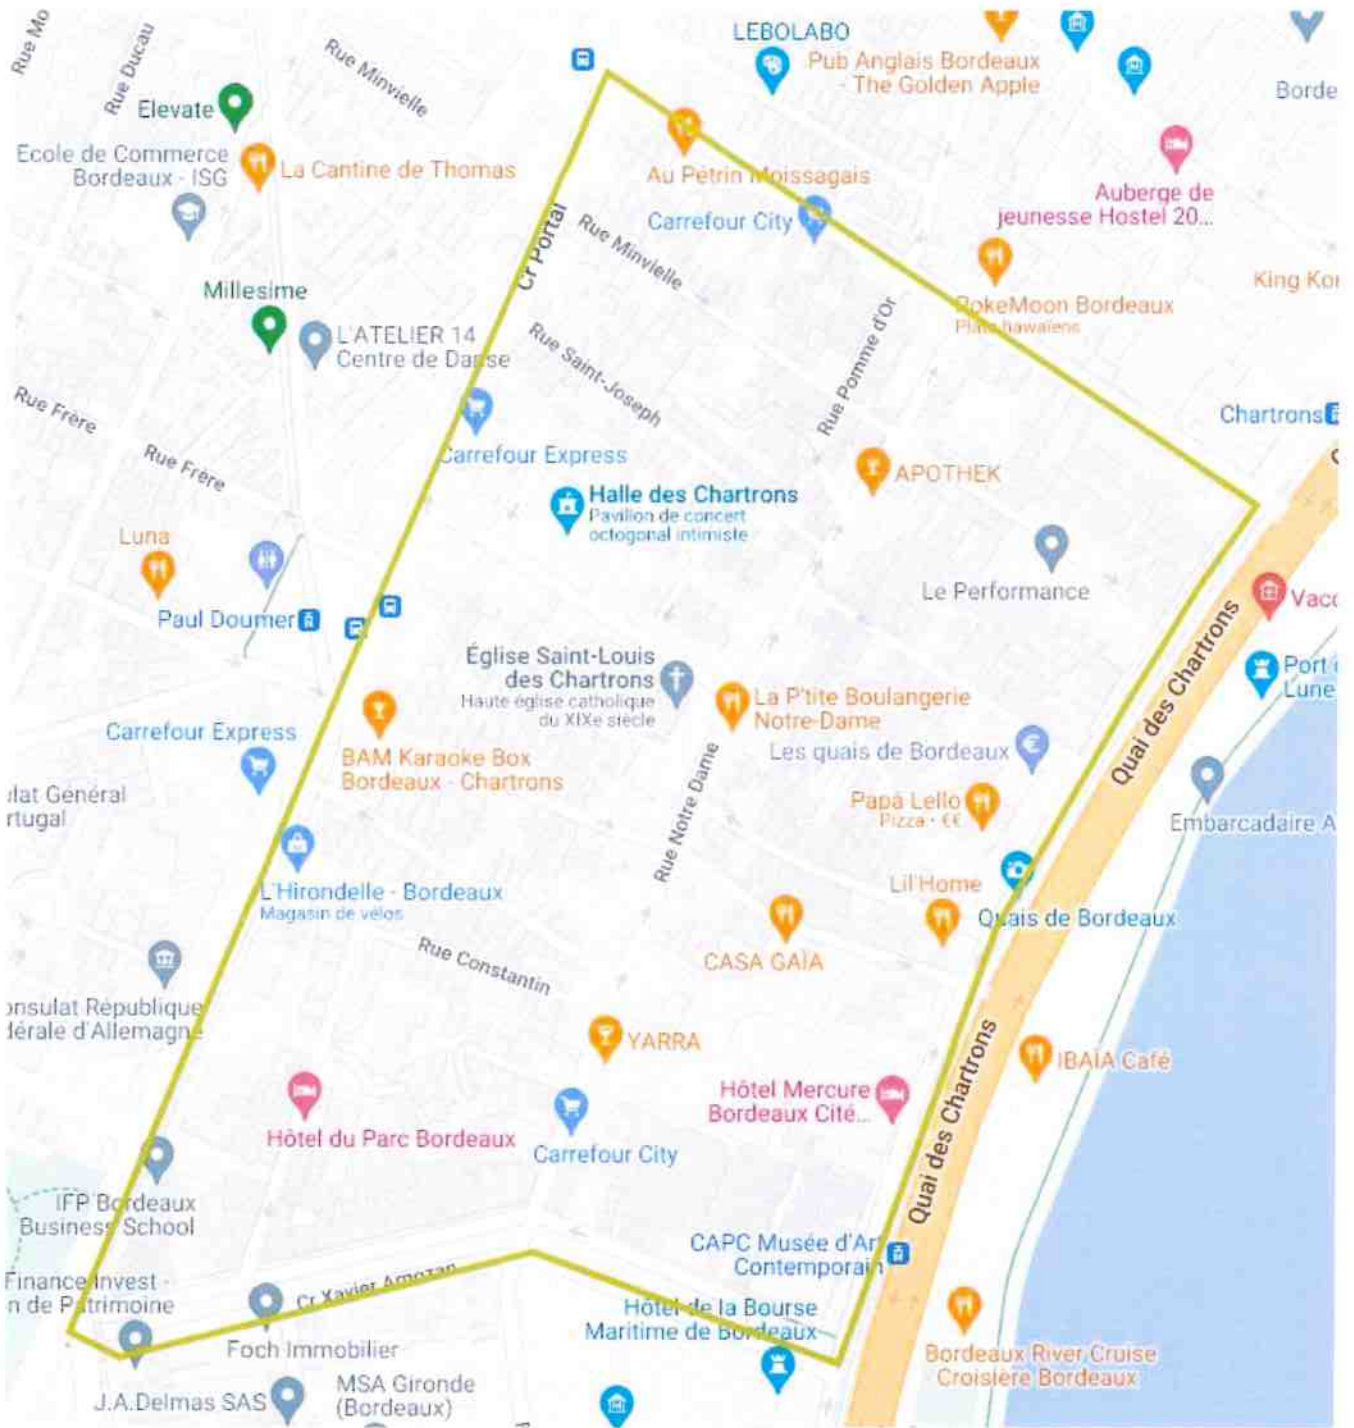 Rue Mo
Rue Ducau
Rue Minvielle
LEBOLABO
Pub Anglais Bordeaux
- The Golden Apple
Borde
Elevate
Ecole de Commerce
Bordeaux - ISG
La Cantine de Thomas
Au Pétrin Moissagais
Auberge de
jeunesse Hostel 20...
Cr Portal
Rue Minvielle
Carrefour City
King Kon
Millesime
PokeMoon Bordeaux
Plats hawaïens
L'ATELIER 14
Centre de Danse
Rue Saint-Joseph
Rue Pomme d'Or
Rue Frère
Rue Frère
Chartrons
Carrefour Express
APOTHEK
Halle des Chartrons
Pavillon de concert
octogonal intimiste
Luna
Le Performance
Vacc
Paul Doumer
Église Saint-Louis
des Chartrons
Haute église catholique
du XIXe siècle
Port
Lune
La P'tite Boulangerie
Notre-Dame
Quai des Chartrons
Carrefour Express
BAM Karaoke Box
Bordeaux - Chartrons
Les quais de Bordeaux
Rue Notre Dame
ulat Général
rtugal
Papà Lello
Pizza · €€
Embarcadaire A
L'Hirondelle - Bordeaux
Magasin de vélos
Lil'Home
Quais de Bordeaux
Rue Constantin
CASA GAÏA
onsulat République
dérale d'Allemagne
YARRA
Quai des Chartrons
IBAIA Café
Hôtel Mercure
Bordeaux Cité...
Hôtel du Parc Bordeaux
Carrefour City
IFP Bordeaux
Business School
CAPC Musée d'Art
Contemporain
Finance Invest -
n de Patrimoine
Cr Xavier Arnozan
Hôtel de la Bourse
Maritime de Bordeaux
Foch Immobilier
Bordeaux River Cruise
Croisière Bordeaux
J.A.Delmas SAS
MSA Gironde
(Bordeaux)